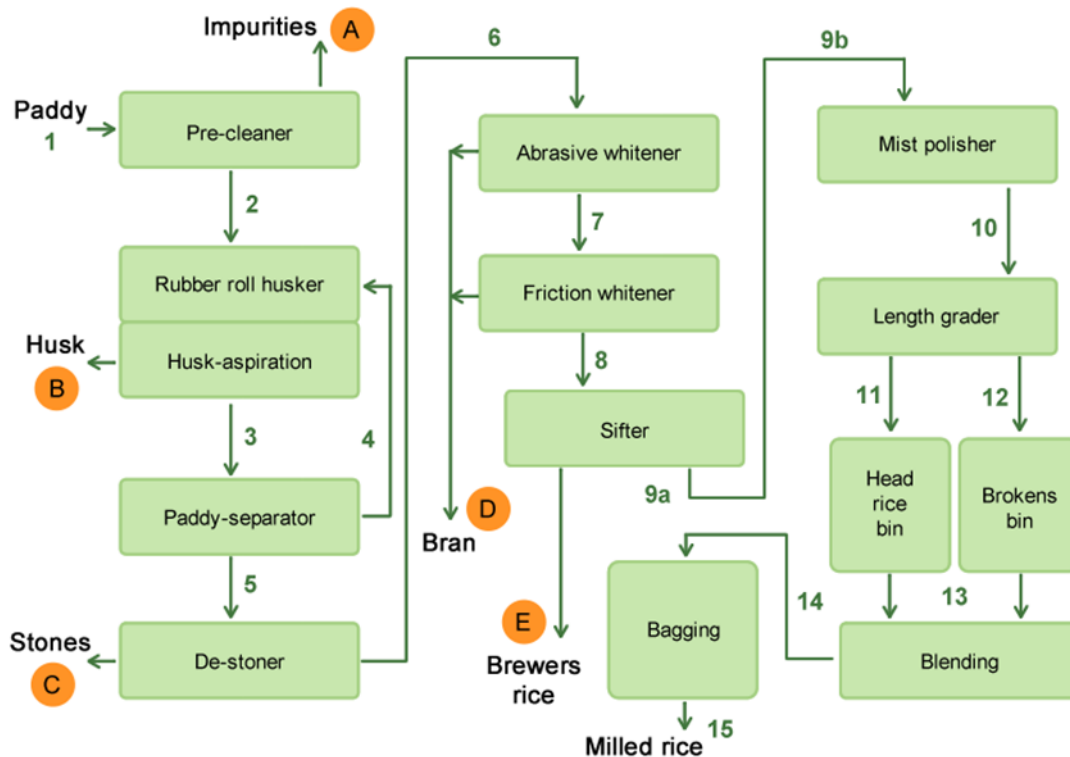 Impurities
A
Paddy
1
Pre-cleaner
2
Rubber roll husker
Husk-aspiration
Husk
B
3
4
Paddy-separator
5
Stones
C
De-stoner
6
Abrasive whitener
7
Friction whitener
8
Sifter
D
Bran
E
Brewers
rice
9a
9b
Mist polisher
10
Length grader
11
12
Head
rice
bin
Brokens
bin
13
Blending
14
Bagging
15
Milled rice